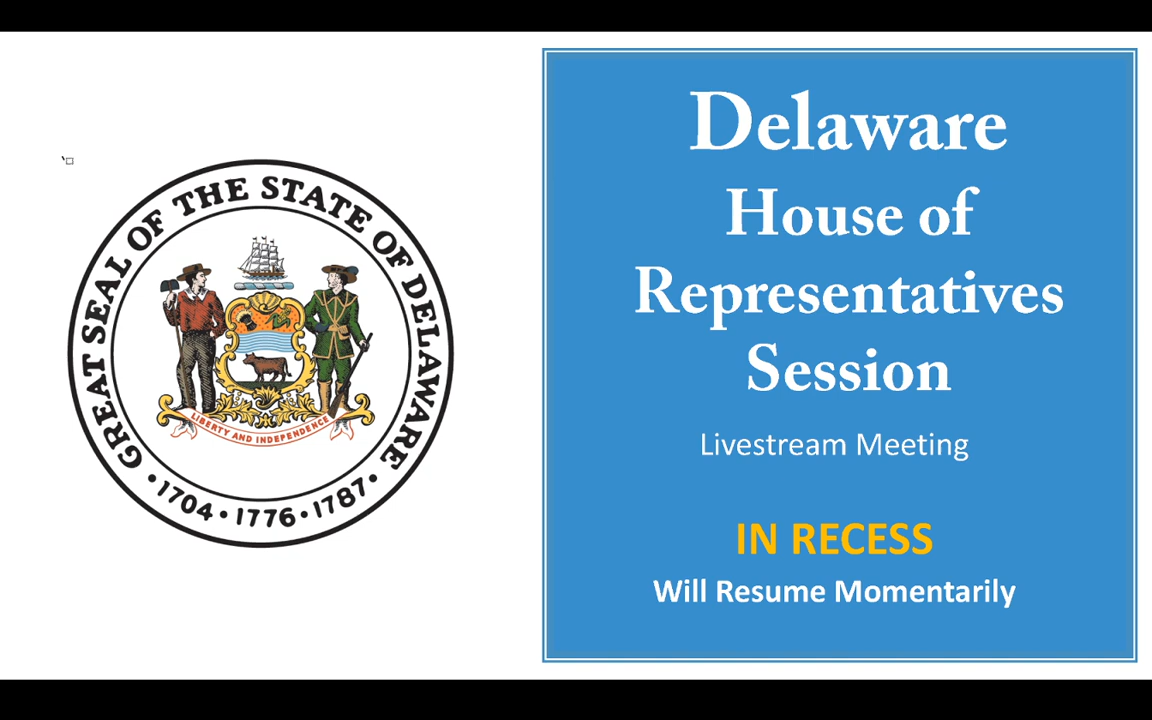 GREAT SEAL OF THE STATE OF DELAWARE
LIBERTY AND INDEPENDENCE
• 1704 • 1776 • 1787 •
Delaware
House of
Representatives
Session
Livestream Meeting
IN RECESS
Will Resume Momentarily